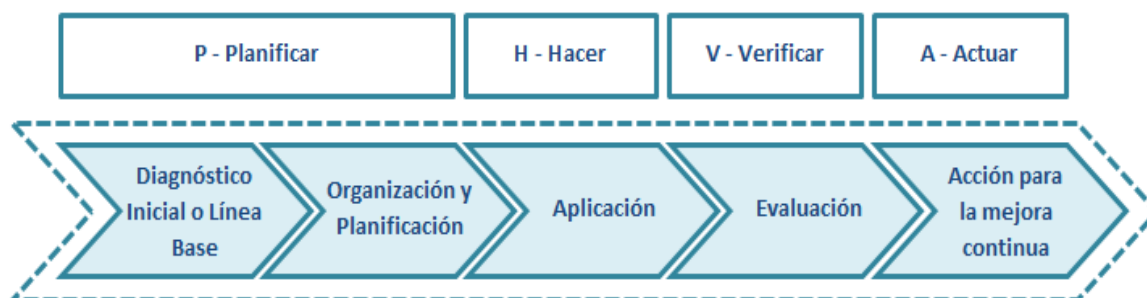 P - Planificar
H - Hacer
V - Verificar
A - Actuar
Diagnóstico
Inicial o Línea
Base
Organización y
Planificación
Aplicación
Evaluación
Acción para
la mejora
continua